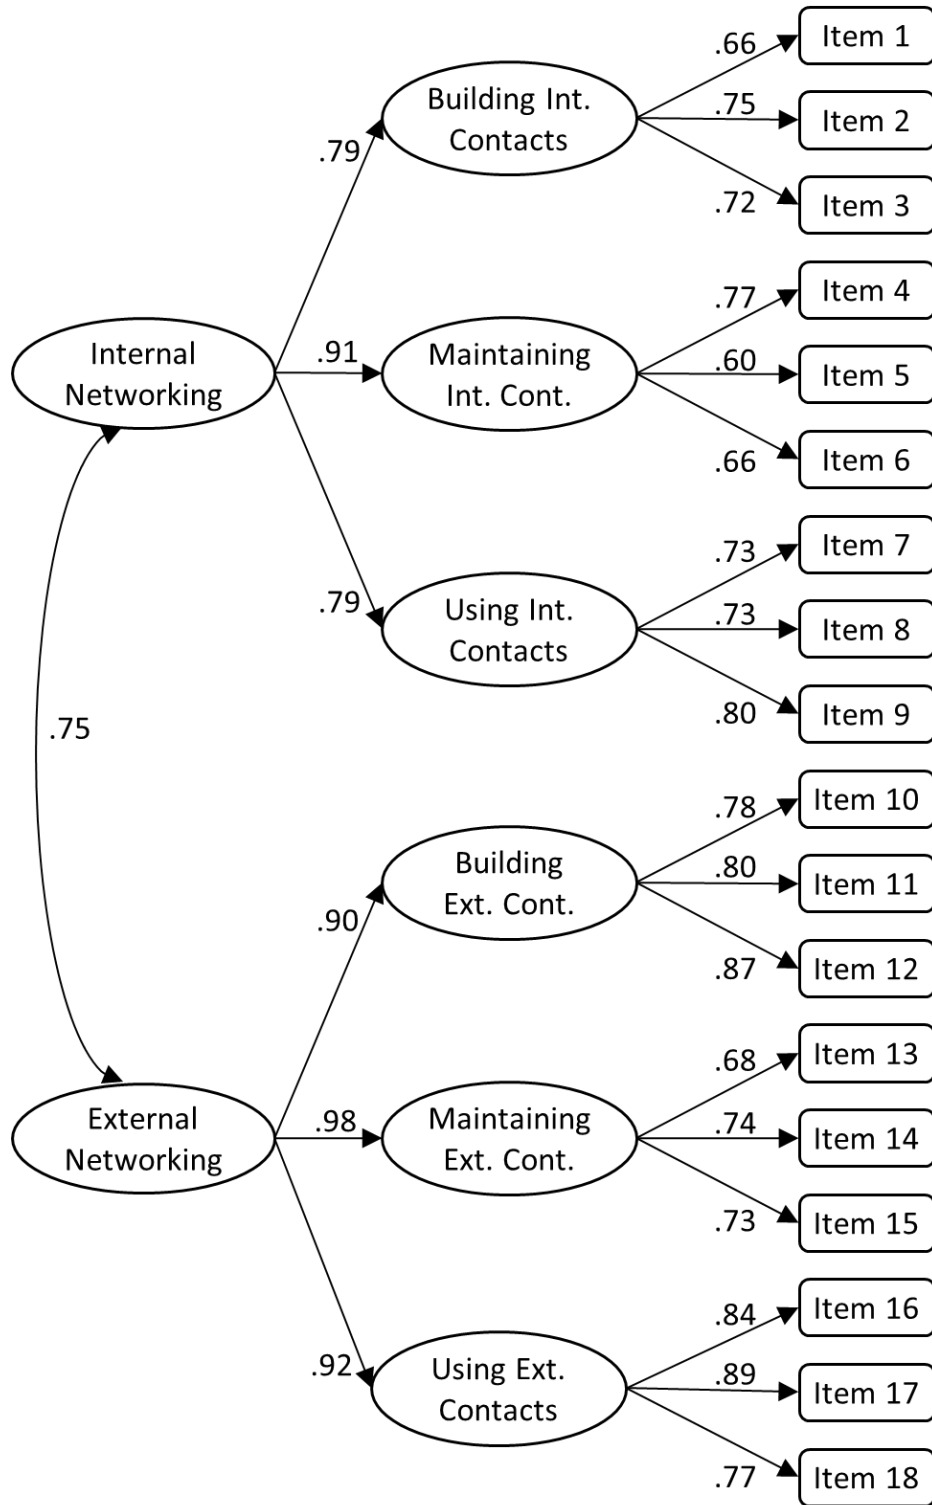 .66
Item 1
Building Int.
Contacts
.75
Item 2
.79
.72
Item 3
.77
Item 4
Internal
Networking
.91
Maintaining
Int. Cont.
.60
Item 5
.66
Item 6
.73
Item 7
.79
Using Int.
Contacts
.73
Item 8
.80
Item 9
.75
.78
Item 10
Building
Ext. Cont.
.80
Item 11
.90
.87
Item 12
.68
Item 13
External
Networking
.98
Maintaining
Ext. Cont.
.74
Item 14
.73
Item 15
.84
Item 16
.92
Using Ext.
Contacts
.89
Item 17
.77
Item 18